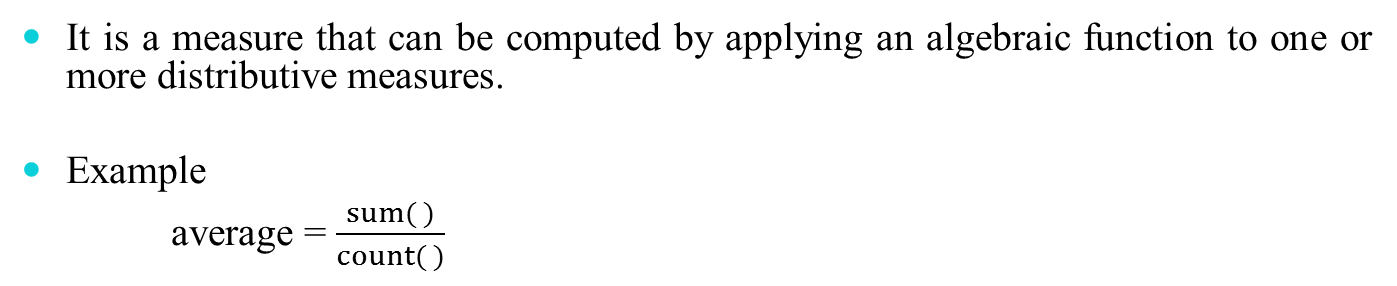 • It is a measure that can be computed by applying an algebraic function to one or
more distributive measures.
• Example
average = sum() / count()